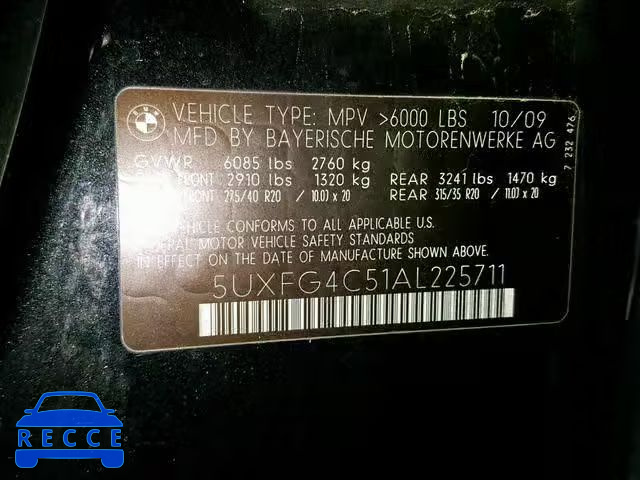 BMW
VEHICLE TYPE: MPV >6000 LBS 10/09
MFD BY BAYERISCHE MOTORENWERKE AG
GVWR 6085 lbs 2760 kg
FRONT 2910 lbs 1320 kg REAR 3241 lbs 1470 kg
FRONT 275/40 R20 / 10.0J x 20 REAR 315/35 R20 / 11.0J x 20
VEHICLE CONFORMS TO ALL APPLICABLE U.S.
MOTOR VEHICLE SAFETY STANDARDS IN
EFFECT ON THE DATE OF MANUFACTURE SHOWN ABOVE.
5UXFG4C51AL225711
7 232 476
RECCE